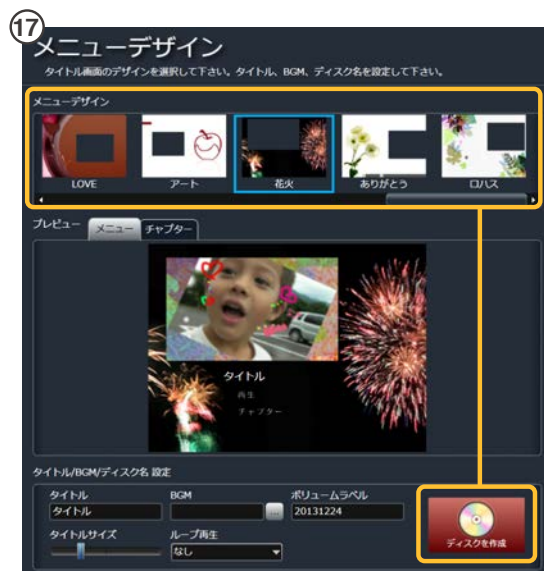 ⑰
メニューデザイン
タイトル画面のデザインを選択して下さい。タイトル、BGM、ディスク名を設定して下さい。
メニューデザイン
LOVE アート 花火 ありがとう ロハス
プレビュー メニュー チャプター
タイトル
再生
チャプター
タイトル/BGM/ディスク名 設定
タイトル BGM ボリュームラベル
タイトル ... 20131224
タイトルサイズ ループ再生
なし
ディスクを作成